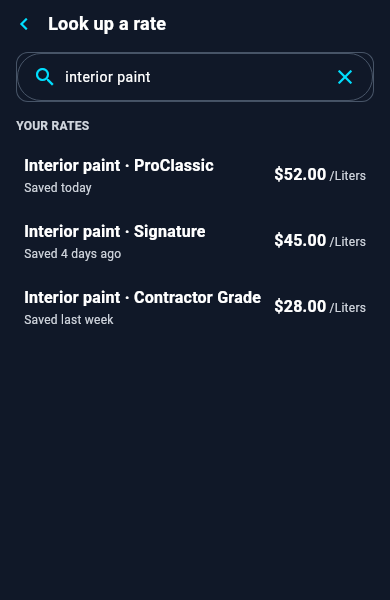 Look up a rate
interior paint
YOUR RATES
Interior paint · ProClassic
Saved today
$52.00 /Liters
Interior paint · Signature
Saved 4 days ago
$45.00 /Liters
Interior paint · Contractor Grade
Saved last week
$28.00 /Liters